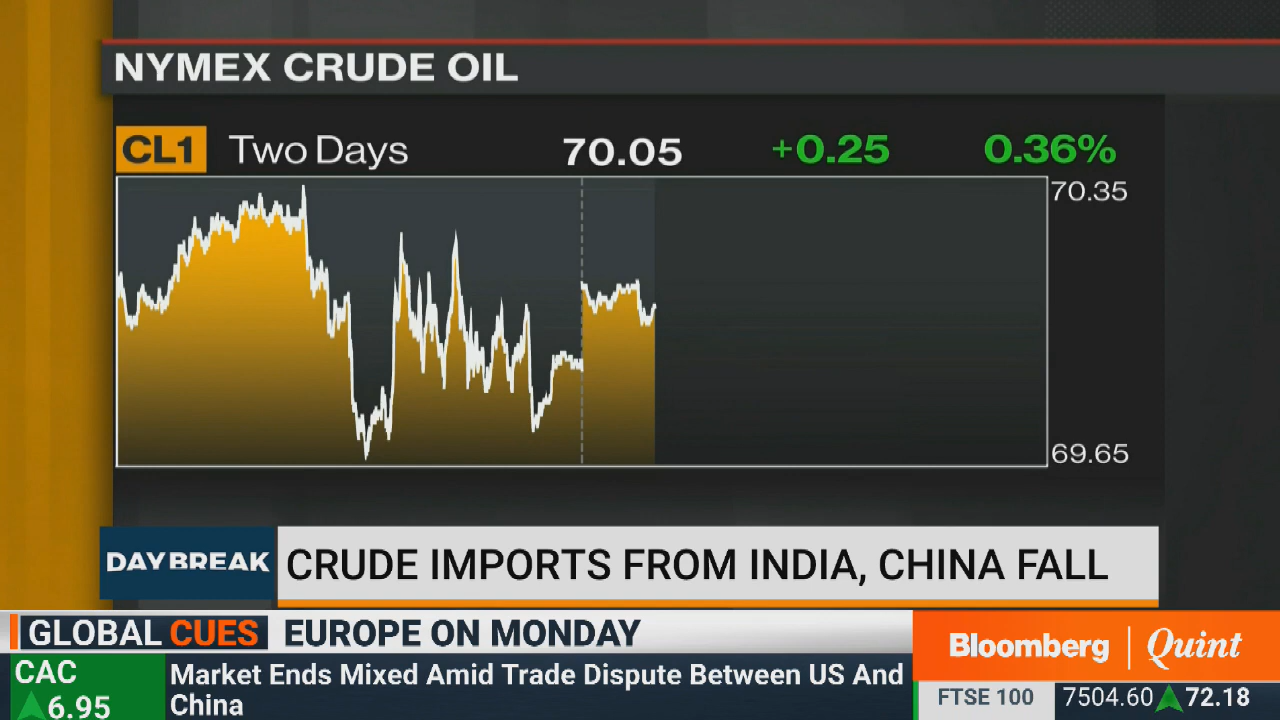 NYMEX CRUDE OIL
CL1 Two Days 70.05 +0.25 0.36%
70.35
69.65
DAYBREAK CRUDE IMPORTS FROM INDIA, CHINA FALL
GLOBAL CUES EUROPE ON MONDAY
Bloomberg | Quint
CAC Market Ends Mixed Amid Trade Dispute Between US And
6.95 China
FTSE 100 7504.60 72.18